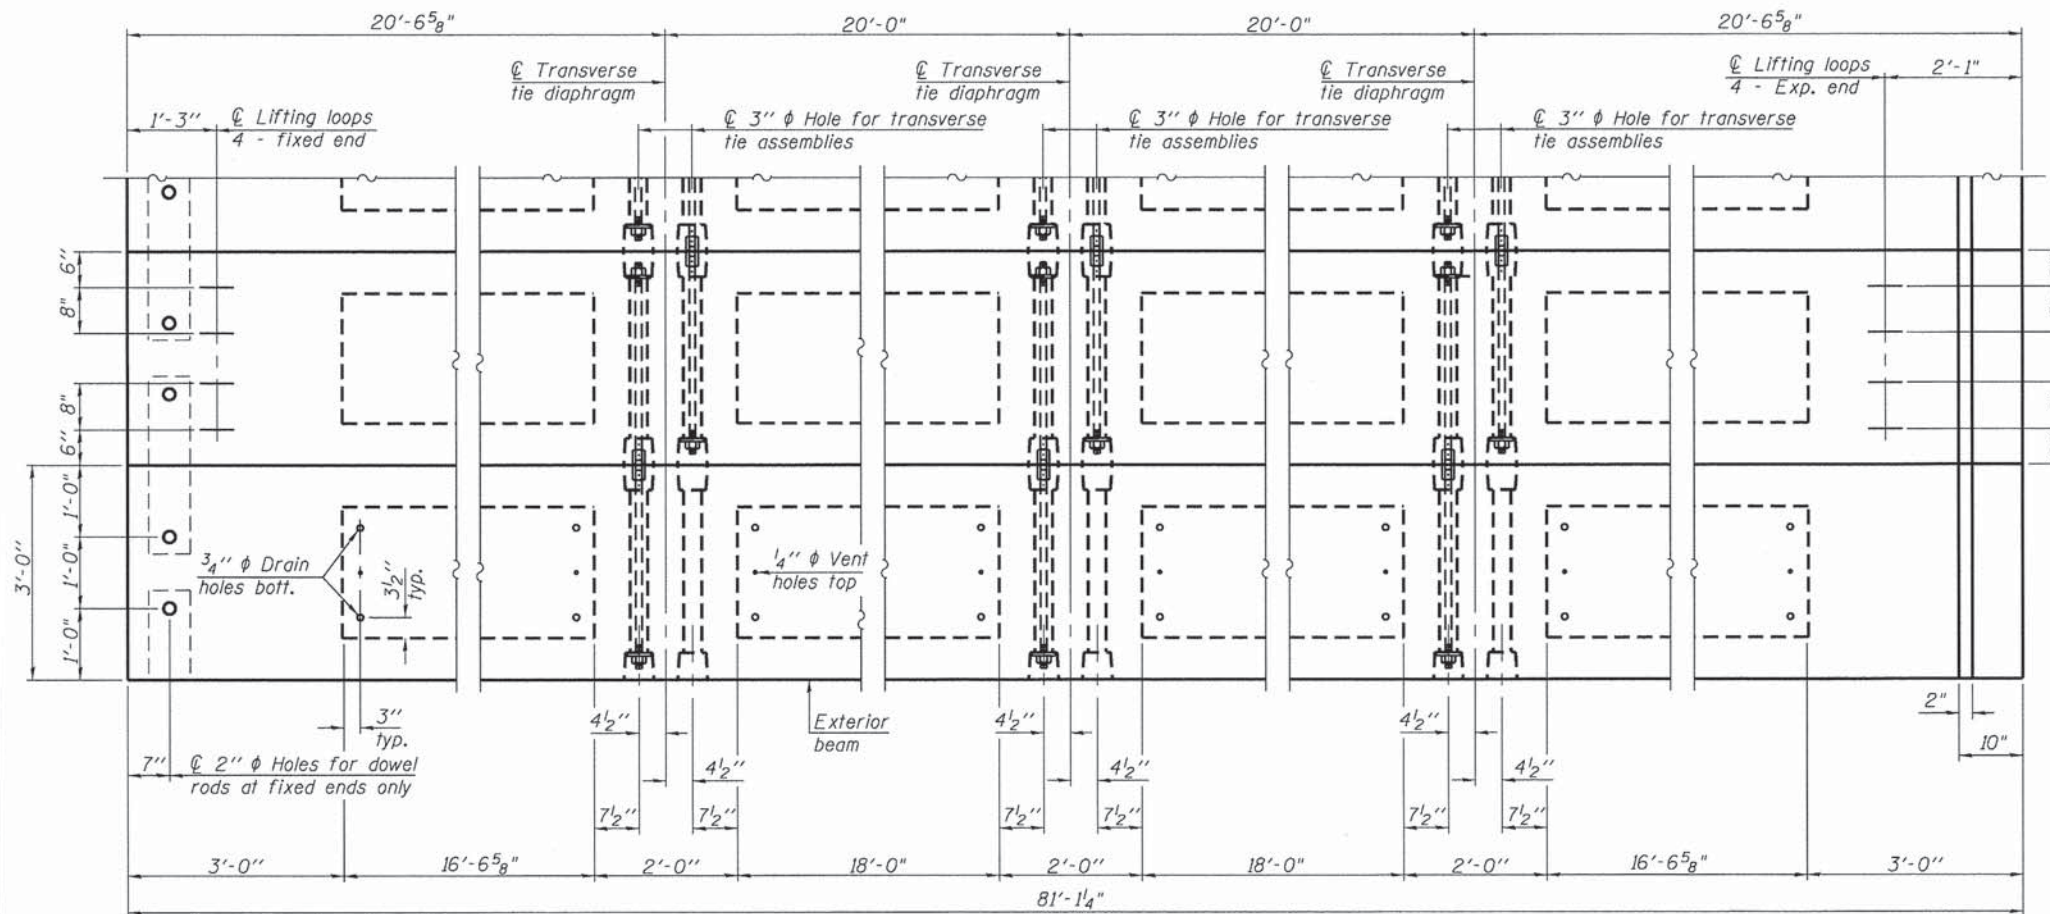 20'-6⅝" 20'-0" 20'-0" 20'-6⅝"
℄ Transverse
tie diaphragm
℄ Transverse
tie diaphragm
℄ Transverse
tie diaphragm
℄ Lifting loops
4 - Exp. end
2'-1"
1'-3"
℄ Lifting loops
4 - fixed end
℄ 3" ϕ Hole for transverse
tie assemblies
℄ 3" ϕ Hole for transverse
tie assemblies
℄ 3" ϕ Hole for transverse
tie assemblies
6"
8"
8"
6"
3'-0"
1'-0"
1'-0"
1'-0"
¾" ϕ Drain
holes bott.
3½"
typ.
¼" ϕ Vent
holes top
3"
typ.
7"
℄ 2" ϕ Holes for dowel
rods at fixed ends only
Exterior
beam
4½" 4½" 4½"
4½" 4½" 4½"
7½" 7½" 7½" 7½" 7½" 7½"
2"
10"
3'-0" 16'-6⅝" 2'-0" 18'-0" 2'-0" 18'-0" 2'-0" 16'-6⅝" 3'-0"
81'-1¼"